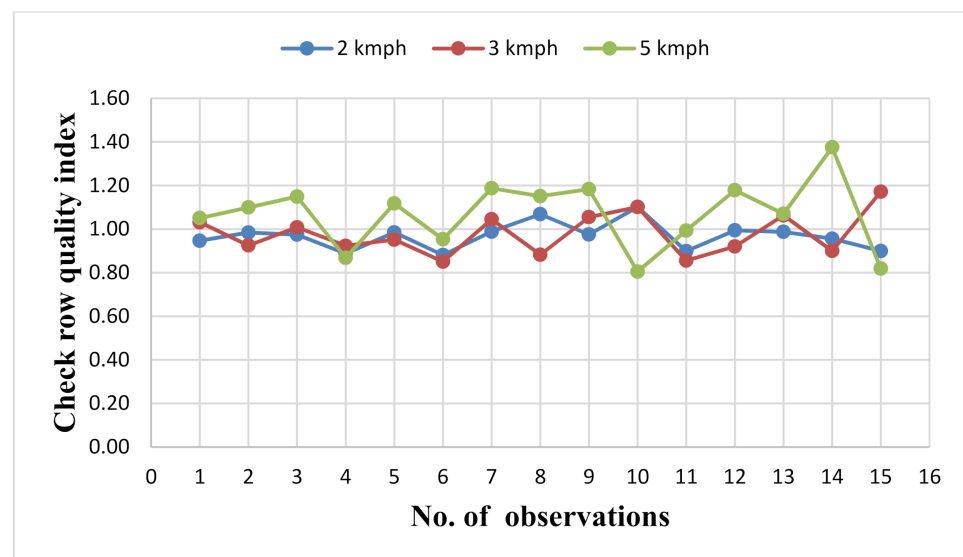 2 kmph 3 kmph 5 kmph
Check row quality index
1.60
1.40
1.20
1.00
0.80
0.60
0.40
0.20
0.00
0 1 2 3 4 5 6 7 8 9 10 11 12 13 14 15 16
No. of observations